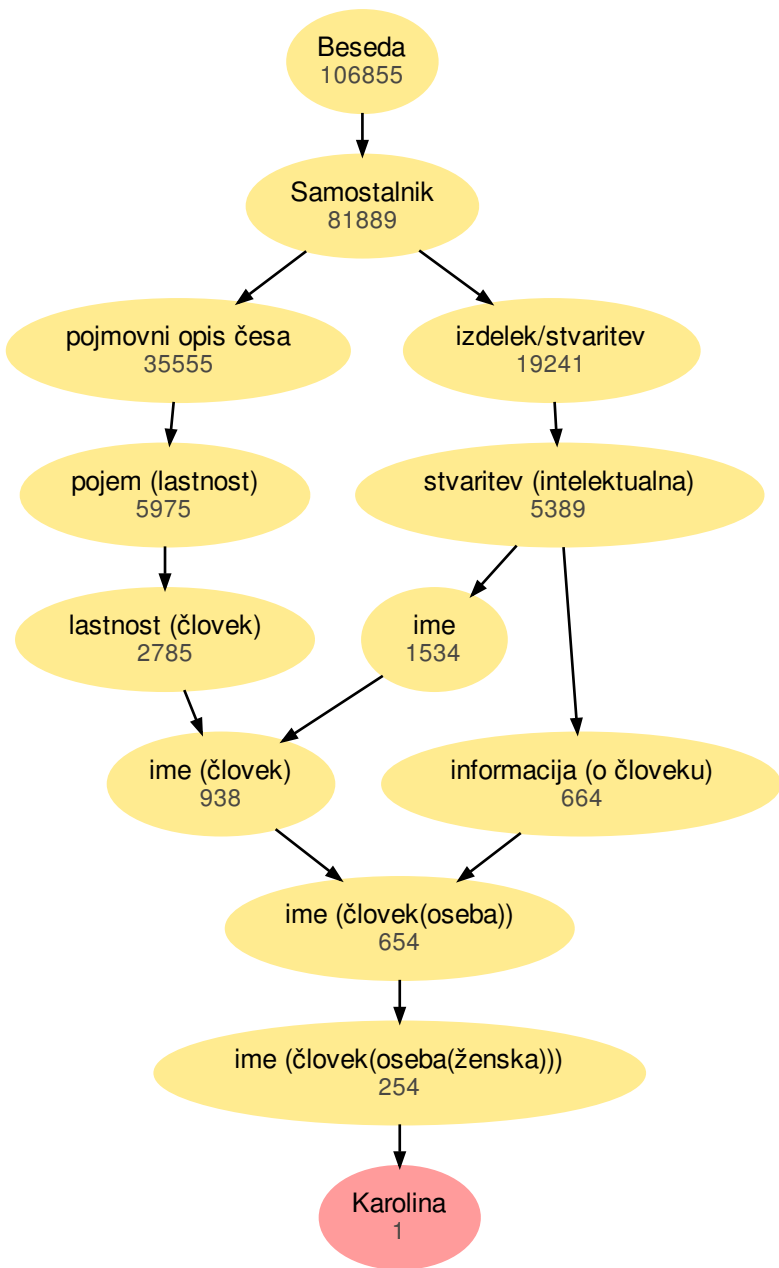 Beseda
106855
Samostalnik
81889
pojmovni opis česa
35555
izdelek/stvaritev
19241
pojem (lastnost)
5975
stvaritev (intelektualna)
5389
lastnost (človek)
2785
ime
1534
ime (človek)
938
informacija (o človeku)
664
ime (človek(oseba))
654
ime (človek(oseba(ženska)))
254
Karolina
1